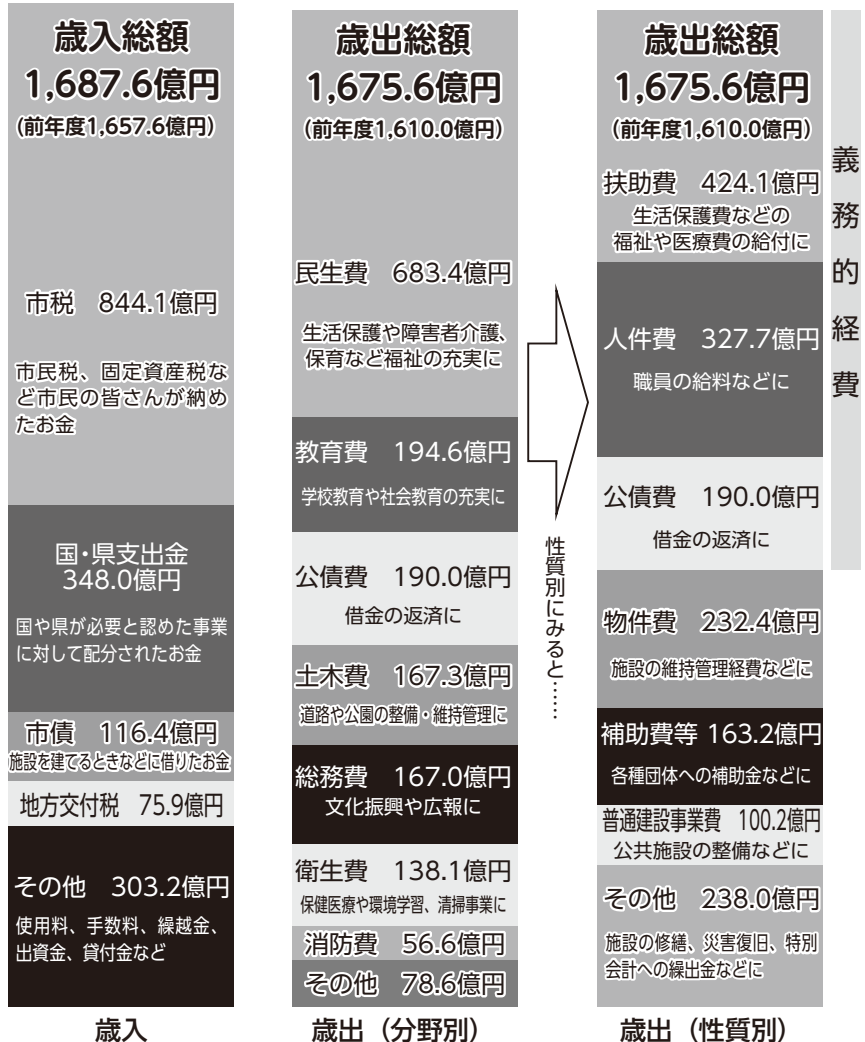 歳入総額
1,687.6億円
(前年度1,657.6億円)
市税 844.1億円
市民税、固定資産税な
ど市民の皆さんが納め
たお金
国・県支出金
348.0億円
国や県が必要と認めた事業
に対して配分されたお金
市債 116.4億円
施設を建てるときなどに借りたお金
地方交付税 75.9億円
その他 303.2億円
使用料、手数料、繰越金、
出資金、貸付金など
歳入
歳出総額
1,675.6億円
(前年度1,610.0億円)
民生費 683.4億円
生活保護や障害者介護、
保育など福祉の充実に
教育費 194.6億円
学校教育や社会教育の充実に
公債費 190.0億円
借金の返済に
土木費 167.3億円
道路や公園の整備・維持管理に
総務費 167.0億円
文化振興や広報に
衛生費 138.1億円
保健医療や環境学習、清掃事業に
消防費 56.6億円
その他 78.6億円
歳出(分野別)
性質別にみると……
歳出総額
1,675.6億円
(前年度1,610.0億円)
扶助費 424.1億円
生活保護費などの
福祉や医療費の給付に
人件費 327.7億円
職員の給料などに
公債費 190.0億円
借金の返済に
物件費 232.4億円
施設の維持管理経費などに
補助費等 163.2億円
各種団体への補助金などに
普通建設事業費 100.2億円
公共施設の整備などに
その他 238.0億円
施設の修繕、災害復旧、特別
会計への繰出金などに
歳出(性質別)
義務的経費